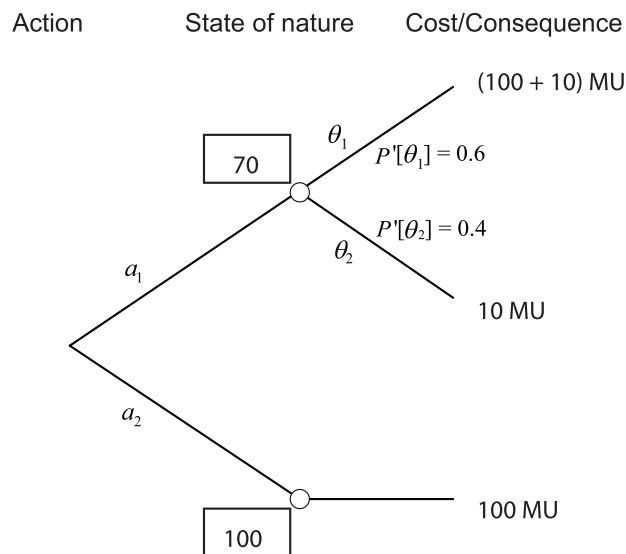 Action State of nature Cost/Consequence
(100 + 10) MU
θ₁
P'[θ₁] = 0.6
70
P'[θ₂] = 0.4
θ₂
a₁
10 MU
a₂
100 MU
100